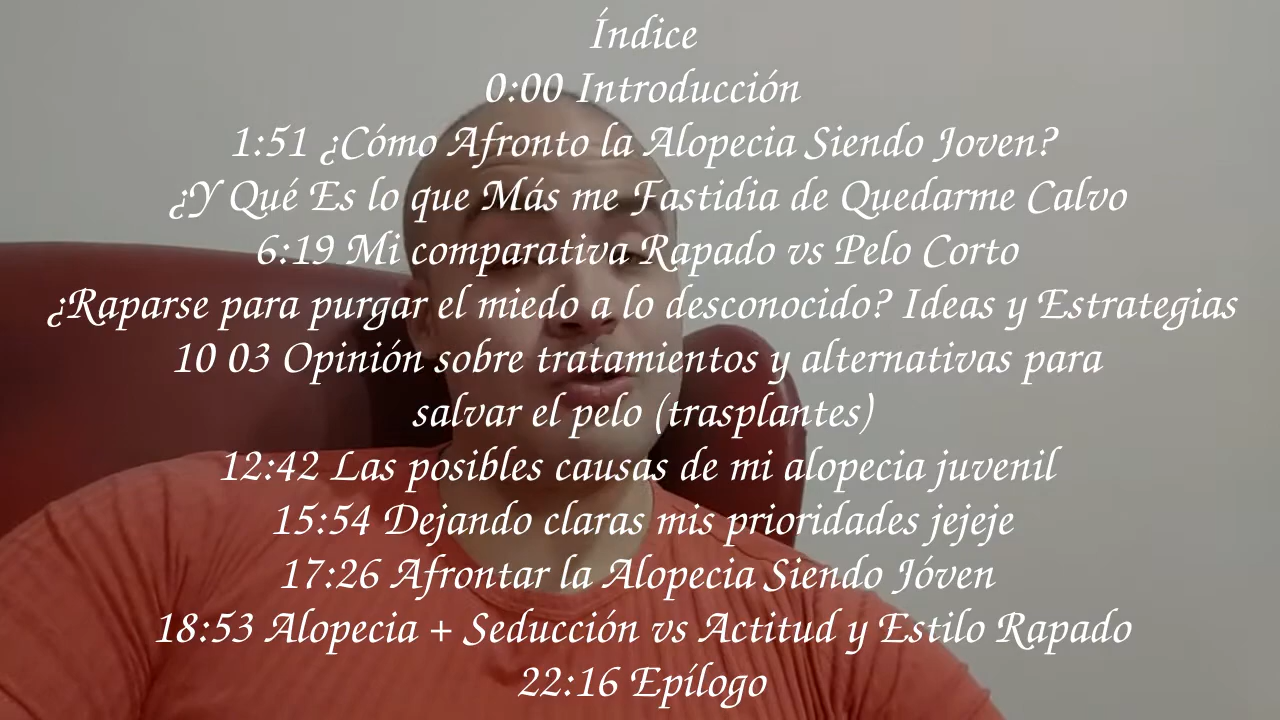 Índice
0:00 Introducción
1:51 ¿Cómo Afronto la Alopecia Siendo Joven?
¿Y Qué Es lo que Más me Fastidia de Quedarme Calvo
6:19 Mi comparativa Rapado vs Pelo Corto
¿Raparse para purgar el miedo a lo desconocido? Ideas y Estrategias
10 03 Opinión sobre tratamientos y alternativas para
salvar el pelo (trasplantes)
12:42 Las posibles causas de mi alopecia juvenil
15:54 Dejando claras mis prioridades jejeje
17:26 Afrontar la Alopecia Siendo Jóven
18:53 Alopecia + Seducción vs Actitud y Estilo Rapado
22:16 Epílogo